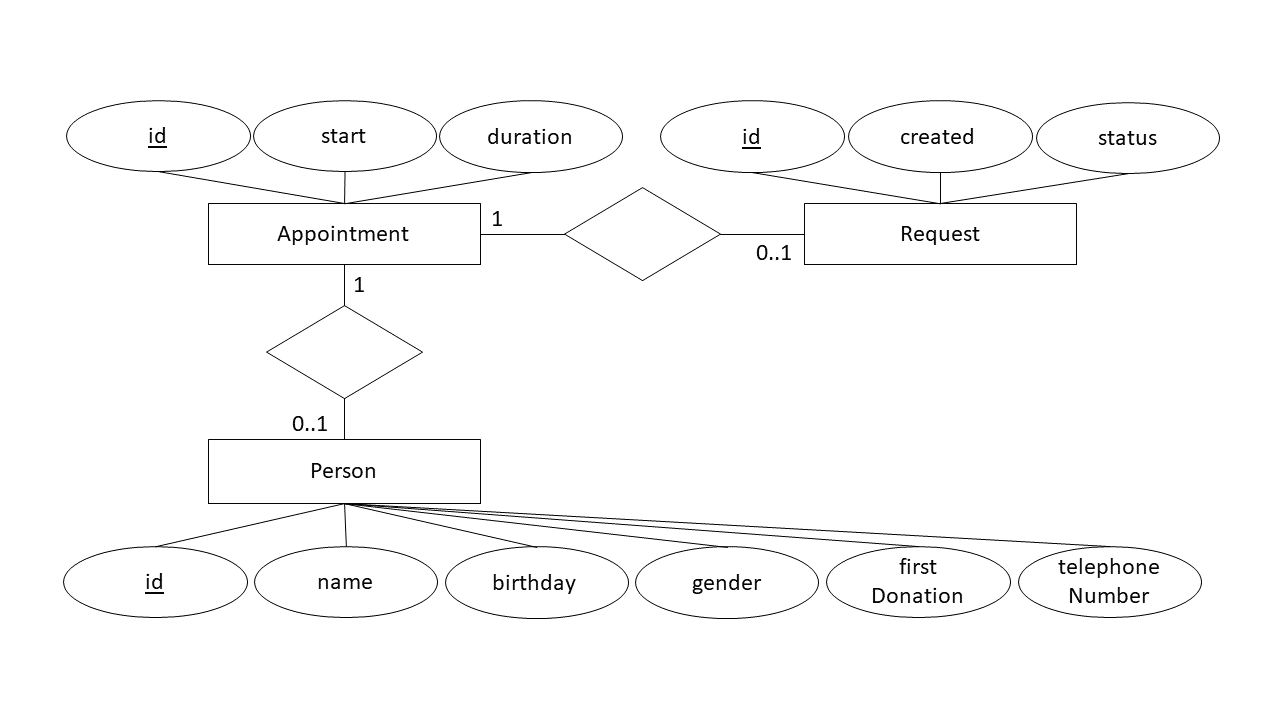 id
start
duration
id
created
status
Appointment
1
0..1
Request
1
0..1
Person
id
name
birthday
gender
first
Donation
telephone
Number